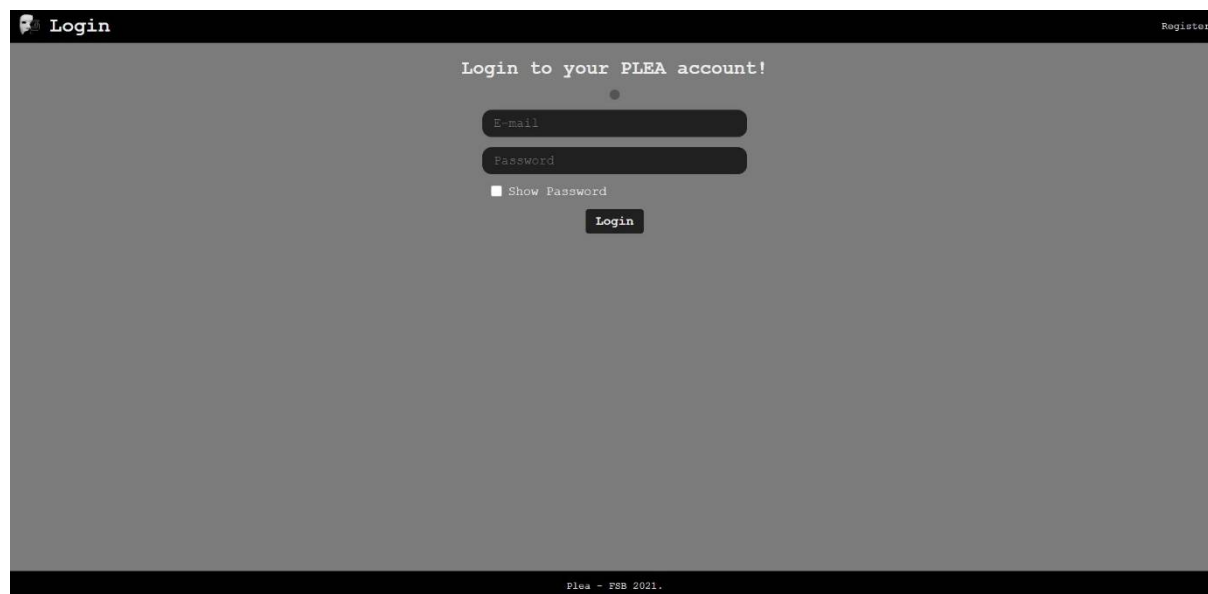 Login
Register
Login to your PLEA account!
E-mail
Password
Show Password
Login
Plea - FSB 2021.